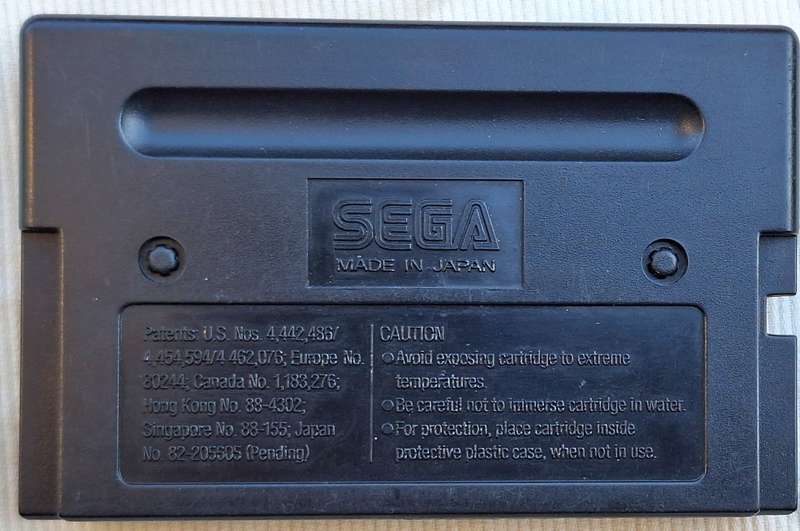 SEGA
MADE IN JAPAN
Patents: U.S. Nos. 4,442,486/
4,454,594/4,462,076; Europe No.
80244; Canada No. 1,183,276;
Hong Kong No. 88-4302;
Singapore No. 88-155; Japan
No. 82-205605 (Pending)
CAUTION
●Avoid exposing cartridge to extreme
temperatures.
●Be careful not to immerse cartridge in water.
●For protection, place cartridge inside
protective plastic case, when not in use.